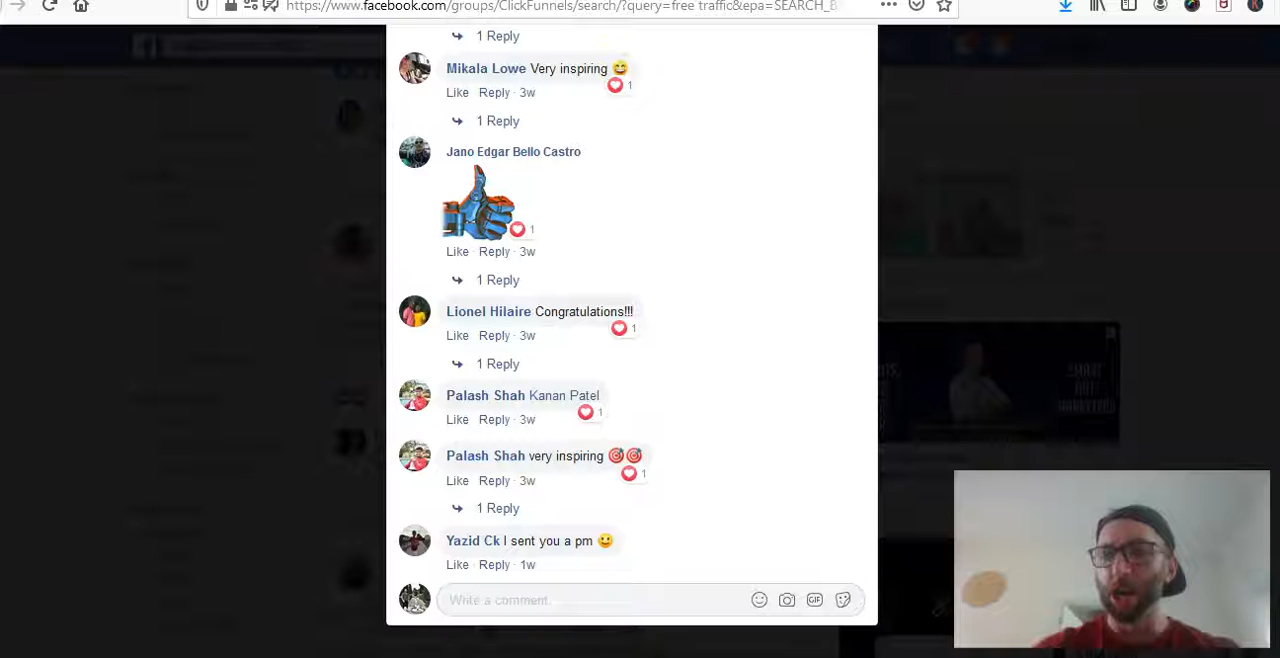 https://www.facebook.com/groups/ClickFunnels/search/?query=free traffic&epa=SEARCH_B
1 Reply
Mikala Lowe Very inspiring 😄
1
Like · Reply · 3w
1 Reply
Jano Edgar Bello Castro
1
Like · Reply · 3w
1 Reply
Lionel Hilaire Congratulations!!!
1
Like · Reply · 3w
1 Reply
Palash Shah Kanan Patel
1
Like · Reply · 3w
Palash Shah very inspiring 🎯🎯
1
Like · Reply · 3w
1 Reply
Yazid Ck I sent you a pm 🙂
Like · Reply · 1w
Write a comment...
GIF